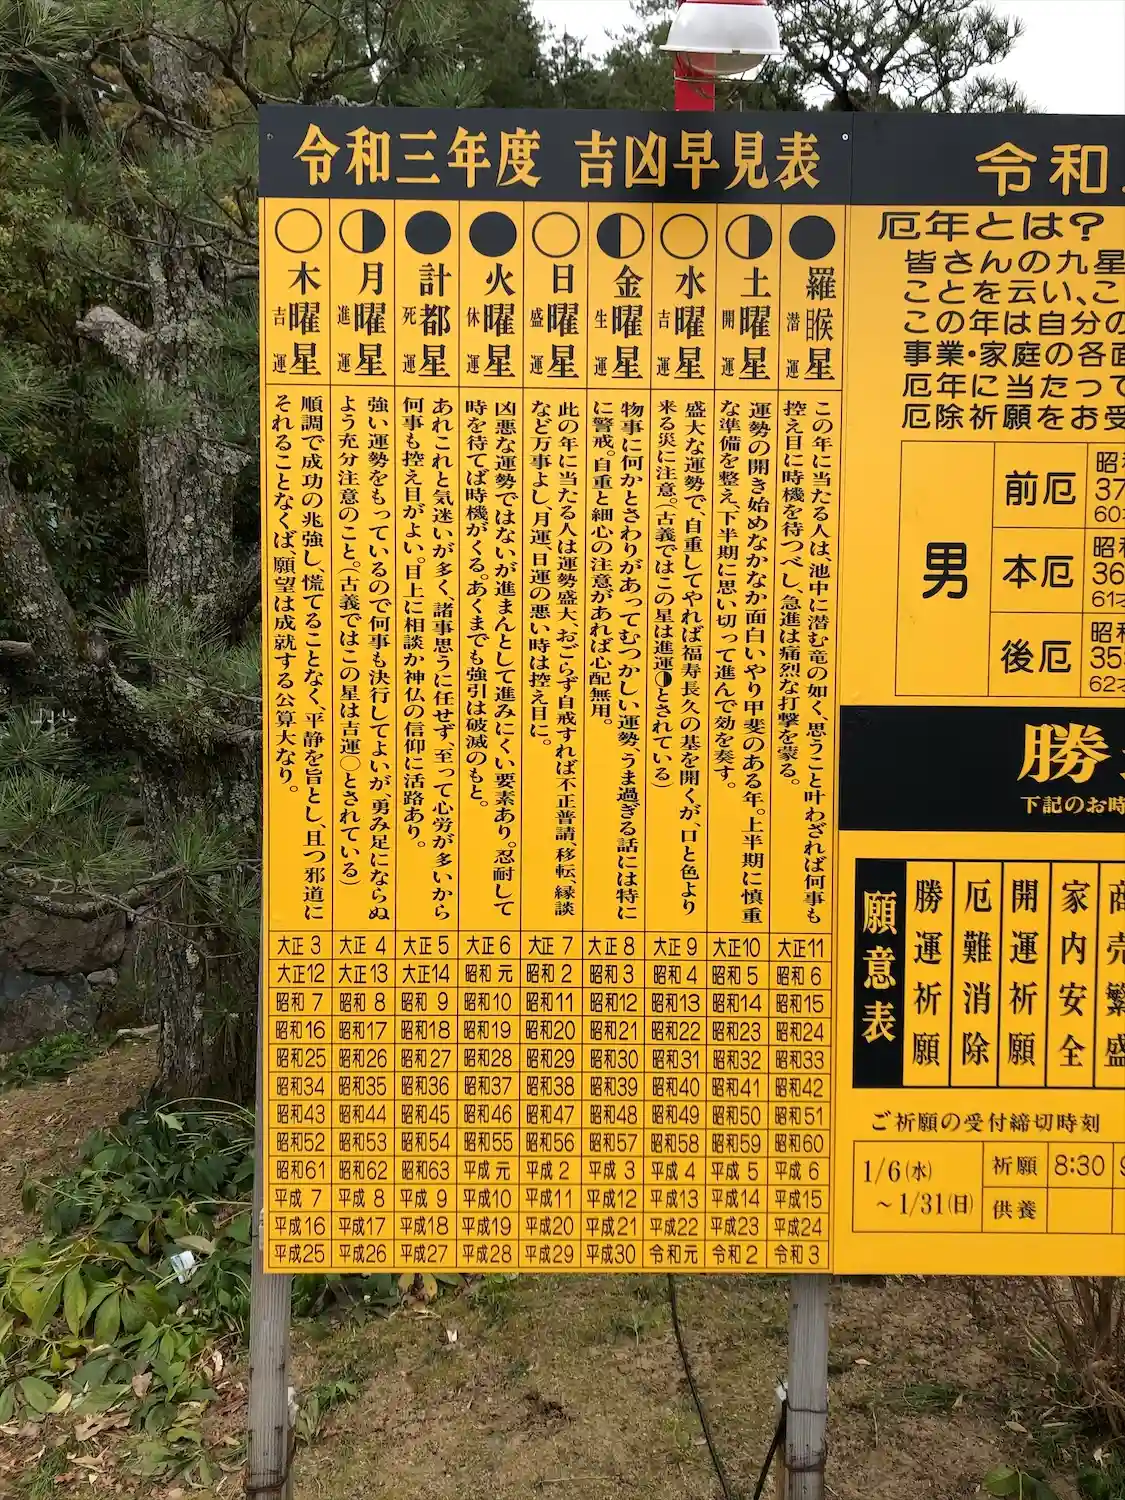 令和三年度 吉凶早見表
羅睺星
潜運
この年に当たる人は、池中に潜む竜の如く、思うこと叶わざれば何事も
控え目に時機を待つべし、急進は痛烈な打撃を蒙る。
土曜星
開運
運勢の開き始めなかなか面白いやり甲斐のある年。上半期に慎重
な準備を整え、下半期に思い切って進んで効を奏す。
水曜星
吉運
盛大な運勢で、自重してやれば福寿長久の基を開くが、口と色より
来る災に注意。(古義ではこの星は進運◗とされている)
金曜星
生運
物事に何かとさわりがあってむつかしい運勢、うま過ぎる話には特に
に警戒。自重と細心の注意があれば心配無用。
日曜星
盛運
此の年に当たる人は運勢盛大、おごらず自戒すれば不正普請、移転、縁談
など万事よし、月運、日運の悪い時は控え目に。
火曜星
休運
凶悪な運勢ではないが進まんとして進みにくい要素あり。忍耐して
時を待てば時機がくる。あくまでも強引は破滅のもと。
計都星
死運
あれこれと気迷いが多く、諸事思うに任せず、至って心労が多いから
何事も控え目がよい。目上に相談か神仏の信仰に活路あり。
月曜星
進運
強い運勢をもっているので何事も決行してよいが、勇み足にならぬ
よう充分注意のこと。(古義ではこの星は吉運〇とされている)
木曜星
吉運
順調で成功の兆強し、慌てることなく、平静を旨とし、且つ邪道に
それることなくば、願望は成就する公算大なり。
大正 3 大正 4 大正 5 大正 6 大正 7 大正 8 大正 9 大正10 大正11
大正12 大正13 大正14 昭和 元 昭和 2 昭和 3 昭和 4 昭和 5 昭和 6
昭和 7 昭和 8 昭和 9 昭和10 昭和11 昭和12 昭和13 昭和14 昭和15
昭和16 昭和17 昭和18 昭和19 昭和20 昭和21 昭和22 昭和23 昭和24
昭和25 昭和26 昭和27 昭和28 昭和29 昭和30 昭和31 昭和32 昭和33
昭和34 昭和35 昭和36 昭和37 昭和38 昭和39 昭和40 昭和41 昭和42
昭和43 昭和44 昭和45 昭和46 昭和47 昭和48 昭和49 昭和50 昭和51
昭和52 昭和53 昭和54 昭和55 昭和56 昭和57 昭和58 昭和59 昭和60
昭和61 昭和62 昭和63 平成 元 平成 2 平成 3 平成 4 平成 5 平成 6
平成 7 平成 8 平成 9 平成10 平成11 平成12 平成13 平成14 平成15
平成16 平成17 平成18 平成19 平成20 平成21 平成22 平成23 平成24
平成25 平成26 平成27 平成28 平成29 平成30 令和元 令和 2 令和 3
令和
厄年とは?
皆さんの九星
ことを云い、こ
この年は自分の
事業・家庭の各面
厄年に当たって
厄除祈願をお受
男
前厄
昭和
37
60才
本厄
昭和
36
61才
後厄
昭和
35
62才
勝
下記のお時
願意表
勝運祈願
厄難消除
開運祈願
家内安全
商売繁盛
ご祈願の受付締切時刻
1/6(水)
~1/31(日)
祈願 8:30
供養